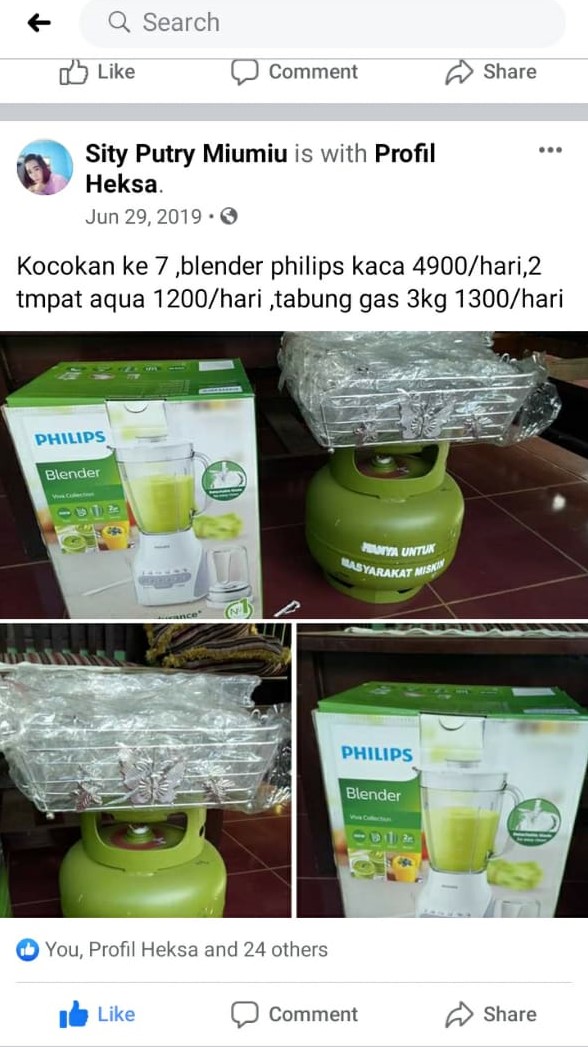 Search
Like Comment Share
Sity Putry Miumiu is with Profil
Heksa.
Jun 29, 2019
Kocokan ke 7 ,blender philips kaca 4900/hari,2
tmpat aqua 1200/hari ,tabung gas 3kg 1300/hari
PHILIPS
Blender
Viva Collection
HANYA UNTUK
MASYARAKAT MISKIN
PHILIPS
Blender
Viva Collection
You, Profil Heksa and 24 others
Like Comment Share